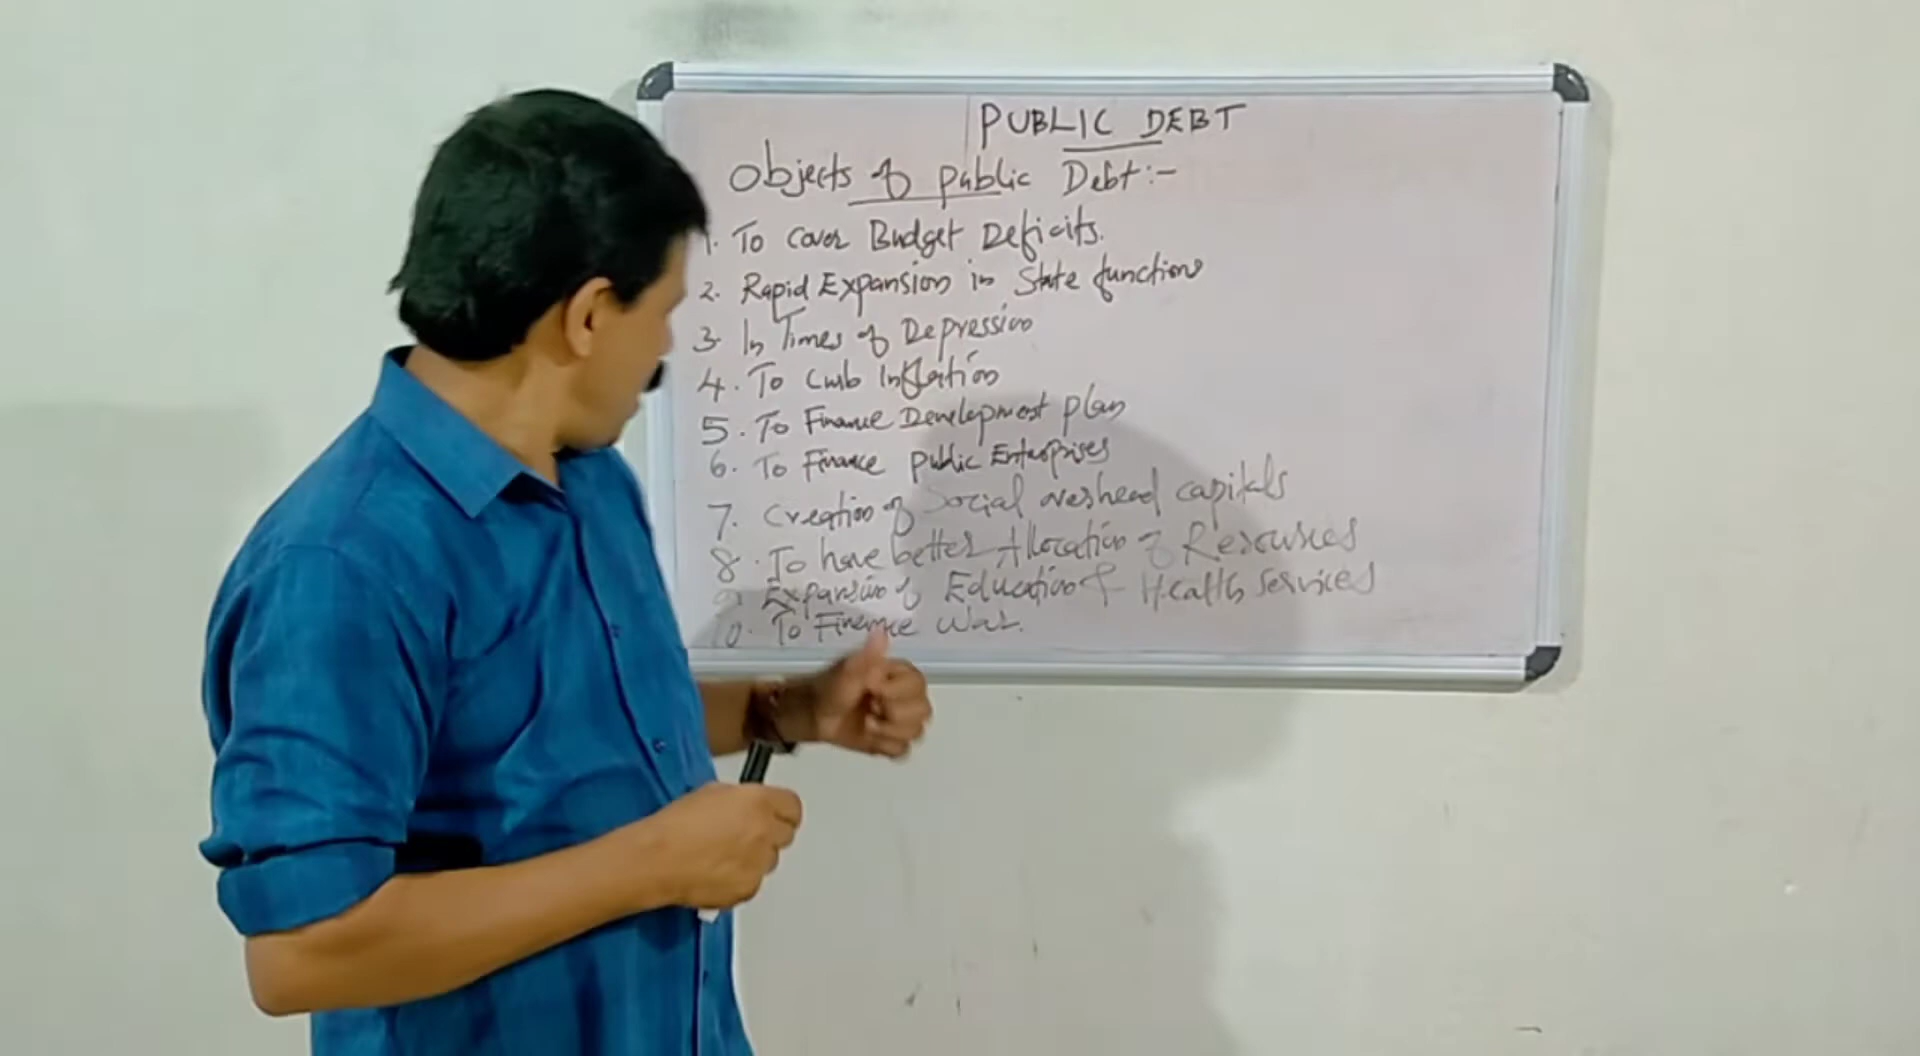 PUBLIC DEBT
Objects of public Debt:-
1. To Cover Budget Deficits.
2. Rapid Expansion in State functions
3. In Times of Depression
4. To Curb Inflation
5. To Finance Development plan
6. To Finance public Enterprises
7. Creation of Social overhead capitals
8. To have better Allocation of Resources
9. Expansion of Education & Health services
10. To Finance War.